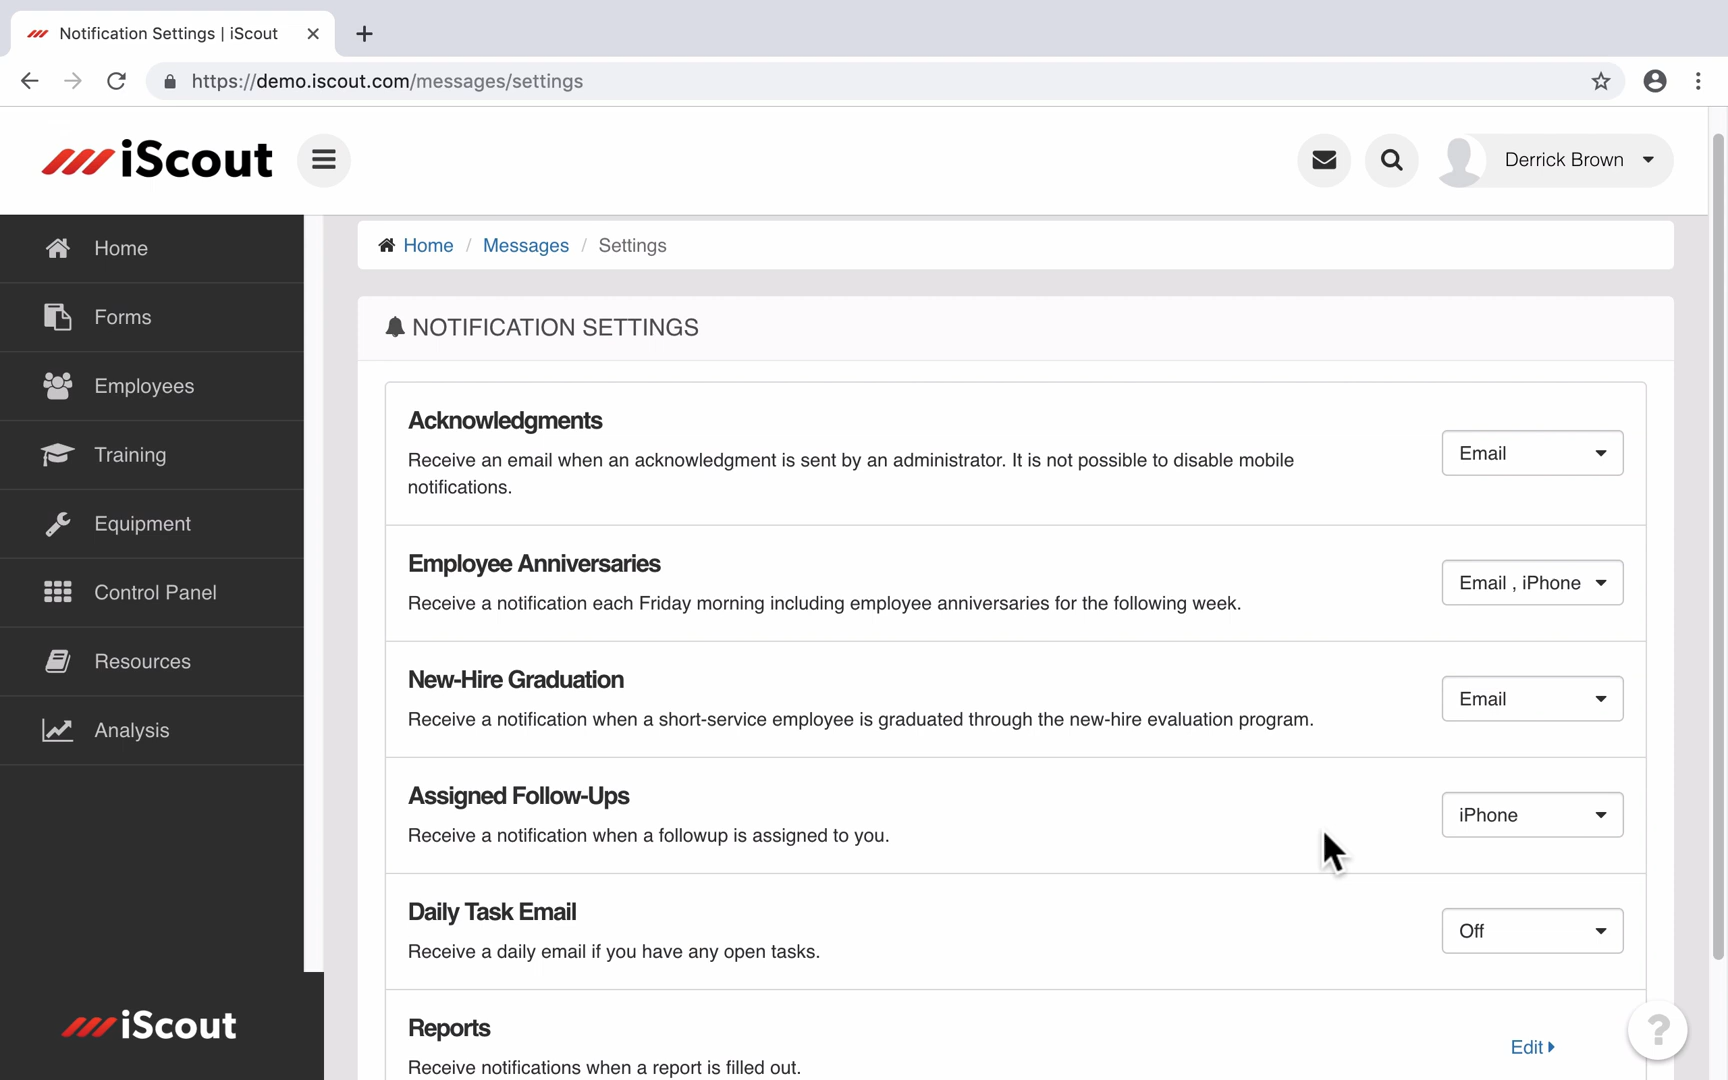 Notification Settings | iScout
https://demo.iscout.com/messages/settings
iScout
Derrick Brown
Home
Forms
Employees
Training
Equipment
Control Panel
Resources
Analysis
iScout
Home / Messages / Settings
NOTIFICATION SETTINGS
Acknowledgments
Receive an email when an acknowledgment is sent by an administrator. It is not possible to disable mobile
notifications.
Email
Employee Anniversaries
Receive a notification each Friday morning including employee anniversaries for the following week.
Email , iPhone
New-Hire Graduation
Receive a notification when a short-service employee is graduated through the new-hire evaluation program.
Email
Assigned Follow-Ups
Receive a notification when a followup is assigned to you.
iPhone
Daily Task Email
Receive a daily email if you have any open tasks.
Off
Reports
Receive notifications when a report is filled out.
Edit
?